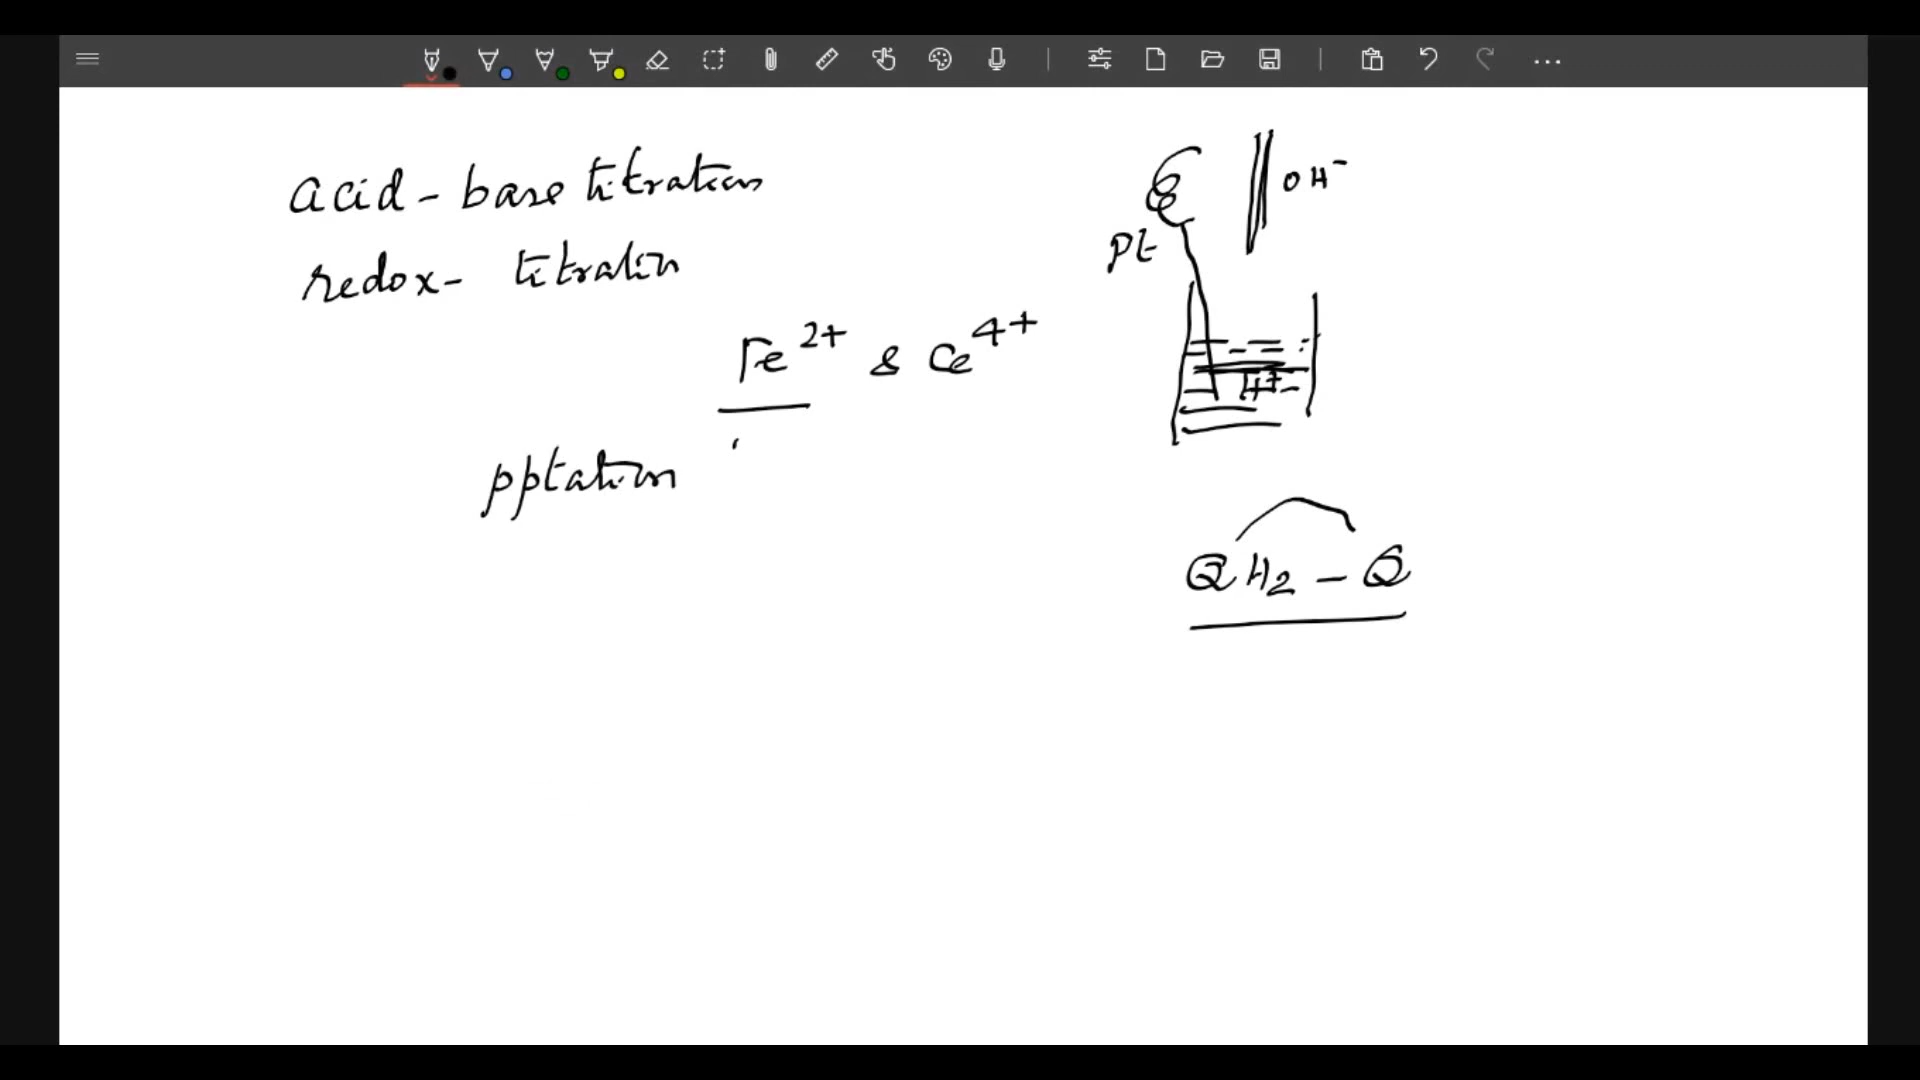 acid - base titration
redox - titration
Fe2+ & Ce4+
pptation
OH-
Pt
H+
QH2 - Q